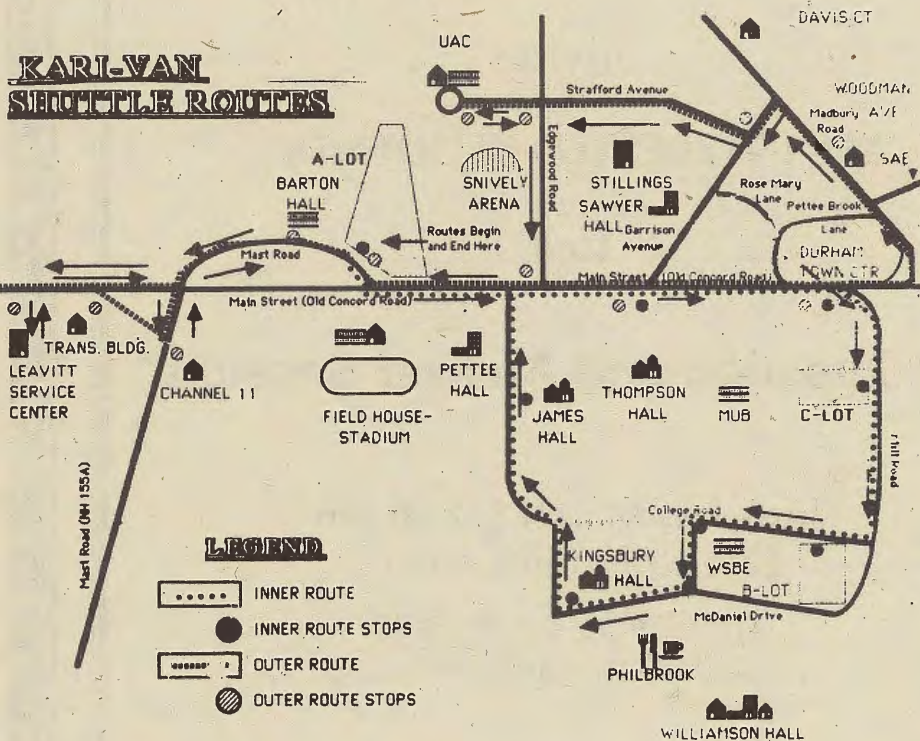 KARI-VAN
SHUTTLE ROUTES
UAC
DAVIS CT
WOODMAN
AVE
Madbury
Road
SAE
Strafford Avenue
Edgewood Road
A-LOT
BARTON
HALL
SNIVELY
ARENA
STILLINGS
SAWYER
HALL
Garrison
Avenue
Rose Mary
Lane
Pettee Brook
Lane
DURHAM
TOWN CTR
Routes Begin
and End Here
Mast Road
Main Street (Old Concord Road)
Main Street (Old Concord Road)
TRANS. BLDG.
LEAVITT
SERVICE
CENTER
CHANNEL 11
FIELD HOUSE-
STADIUM
PETTEE
HALL
JAMES
HALL
THOMPSON
HALL
MUB
C-LOT
Mill Road
Mast Road (NH 155A)
College Road
KINGSBURY
HALL
WSBE
B-LOT
McDaniel Drive
PHILBROOK
WILLIAMSON HALL
LEGEND
INNER ROUTE
INNER ROUTE STOPS
OUTER ROUTE
OUTER ROUTE STOPS